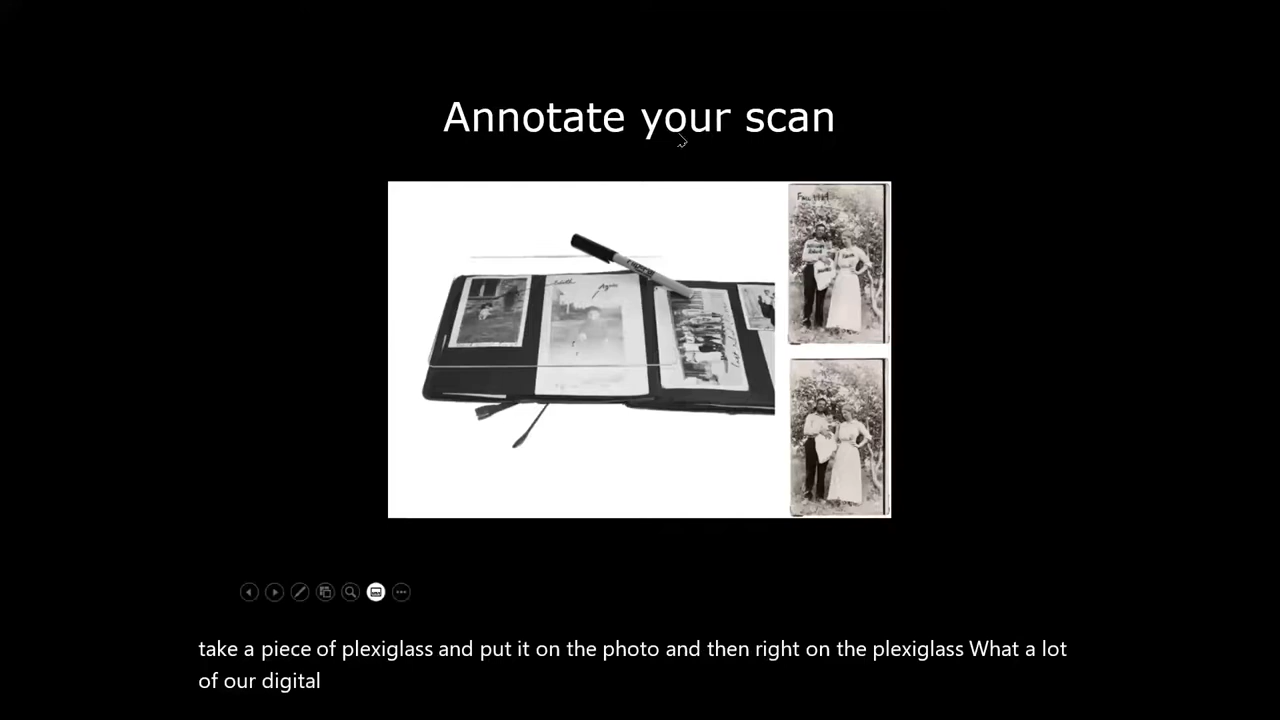 Annotate your scan
Agnes
take a piece of plexiglass and put it on the photo and then right on the plexiglass What a lot
of our digital